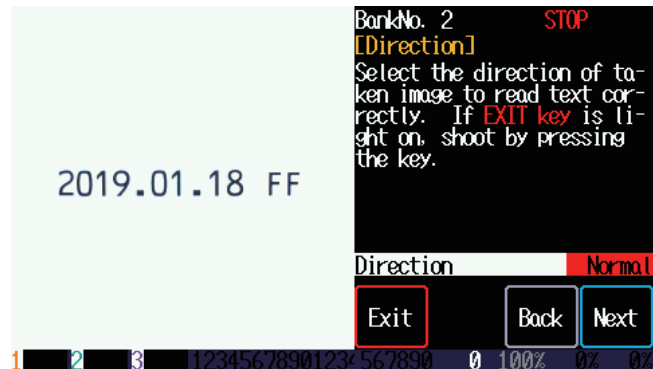 2019.01.18 FF
BankNo. 2 STOP
[Direction]
Select the direction of ta-
ken image to read text cor-
rectly. If EXIT key is li-
ght on, shoot by pressing
the key.
Direction Normal
Exit Back Next
1 2 3 12345678901234567890 0 100% 0% 0%